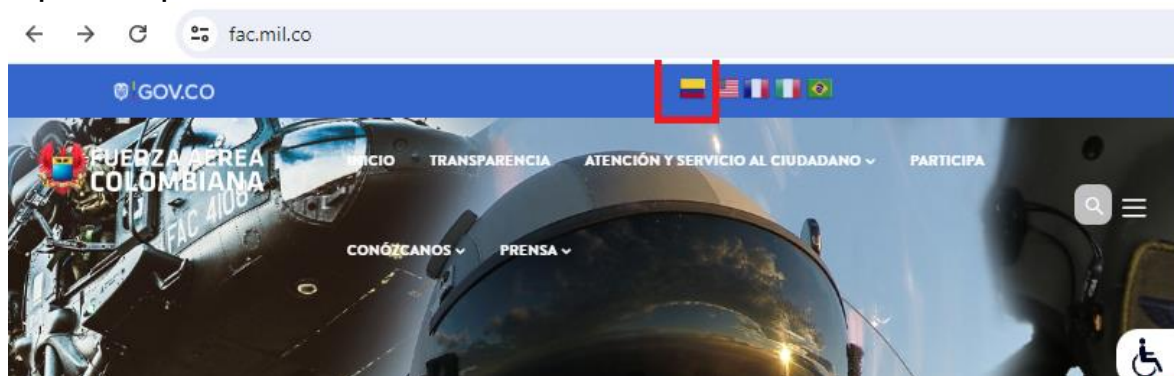 fac.mil.co
GOV.CO
FUERZA AÉREA
COLOMBIANA
INICIO TRANSPARENCIA ATENCIÓN Y SERVICIO AL CIUDADANO PARTICIPA
CONÓZCANOS PRENSA
FAC 4108